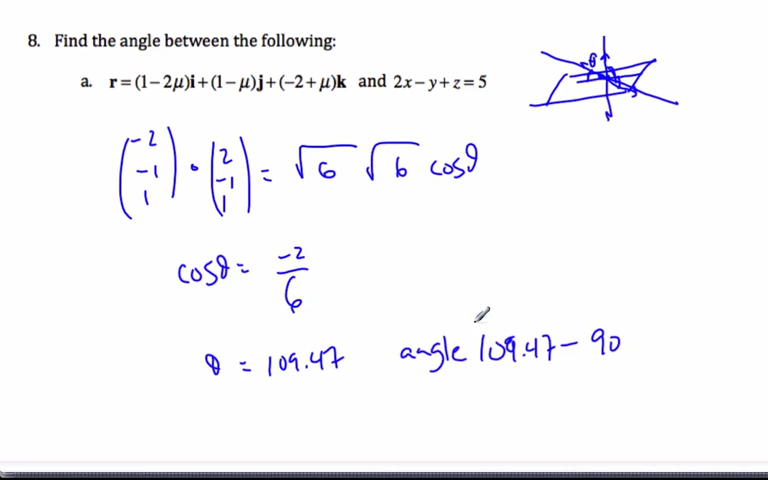 8. Find the angle between the following:
a. r=(1−2μ)i+(1−μ)j+(−2+μ)k and 2x−y+z=5
θ
N
(−2 −1 1) · (2 −1 1) = √6 √6 cosθ
cosθ = −2/6
θ = 109.47 angle 109.47 − 90